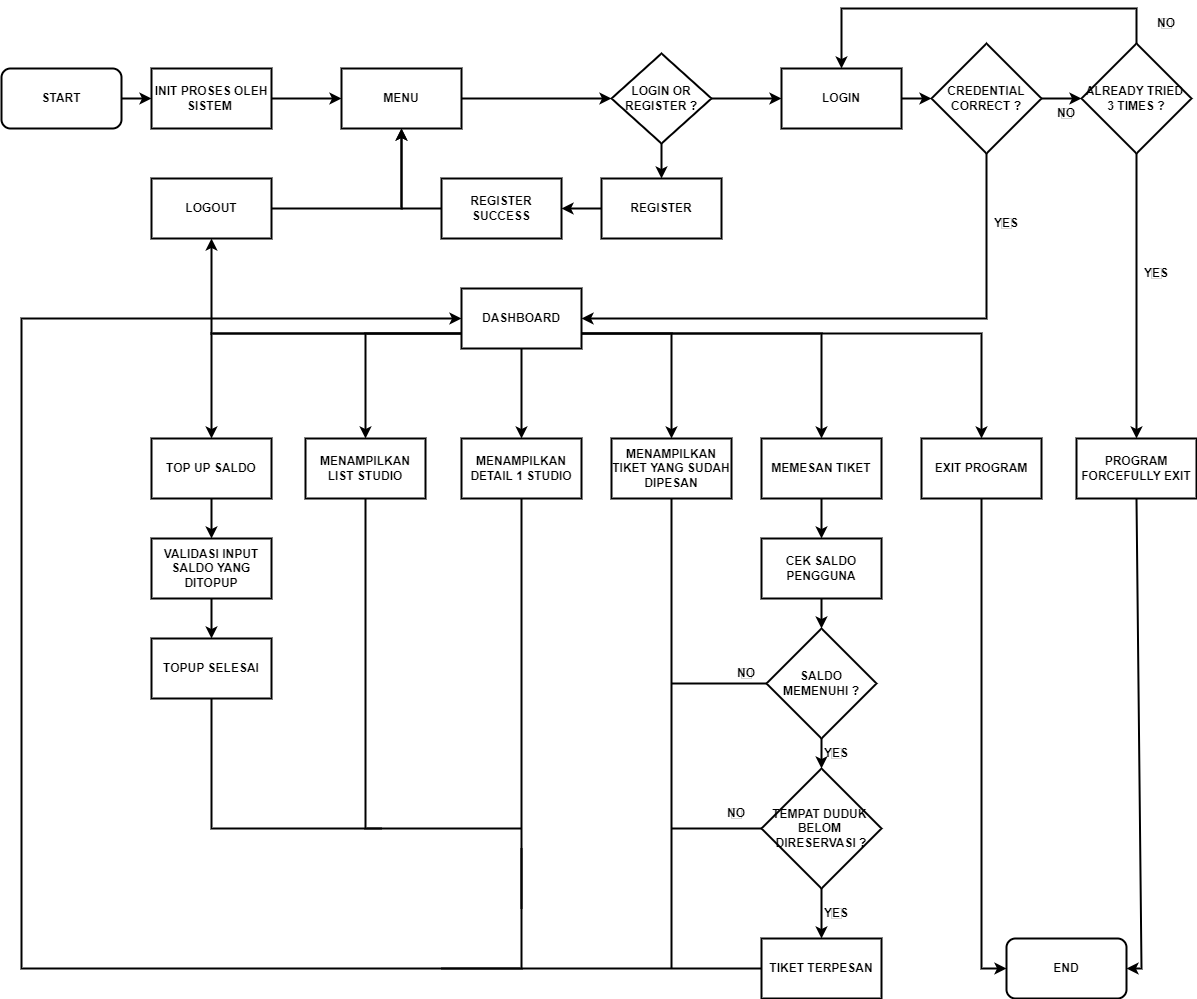 NO
START
INIT PROSES OLEH
SISTEM
MENU
LOGIN OR
REGISTER ?
LOGIN
CREDENTIAL
CORRECT ?
NO
ALREADY TRIED
3 TIMES ?
LOGOUT
REGISTER
SUCCESS
REGISTER
YES
YES
DASHBOARD
TOP UP SALDO
MENAMPILKAN
LIST STUDIO
MENAMPILKAN
DETAIL 1 STUDIO
MENAMPILKAN
TIKET YANG SUDAH
DIPESAN
MEMESAN TIKET
EXIT PROGRAM
PROGRAM
FORCEFULLY EXIT
VALIDASI INPUT
SALDO YANG
DITOPUP
CEK SALDO
PENGGUNA
TOPUP SELESAI
NO
SALDO
MEMENUHI ?
YES
NO
TEMPAT DUDUK
BELOM
DIRESERVASI ?
YES
TIKET TERPESAN
END